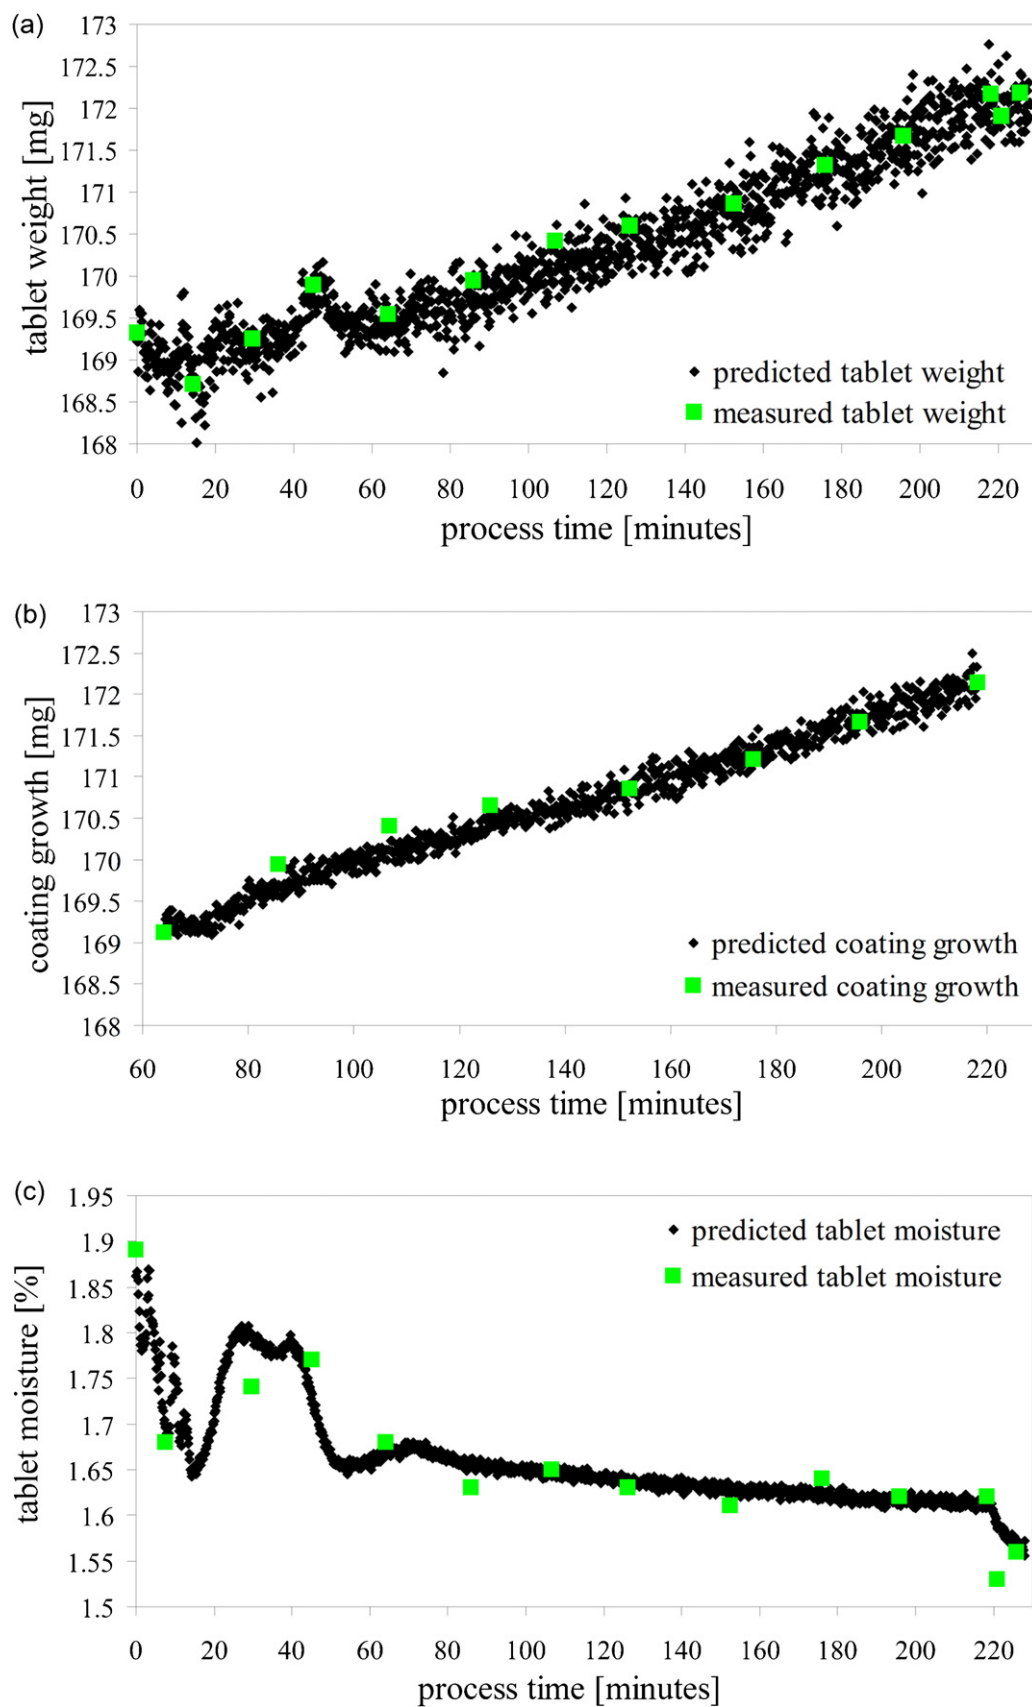 (a)
173
172.5
172
171.5
171
170.5
170
169.5
169
168.5
168
tablet weight [mg]
predicted tablet weight
measured tablet weight
0 20 40 60 80 100 120 140 160 180 200 220
process time [minutes]
(b)
173
172.5
172
171.5
171
170.5
170
169.5
169
168.5
168
coating growth [mg]
predicted coating growth
measured coating growth
60 80 100 120 140 160 180 200 220
process time [minutes]
(c)
1.95
1.9
1.85
1.8
1.75
1.7
1.65
1.6
1.55
1.5
tablet moisture [%]
predicted tablet moisture
measured tablet moisture
0 20 40 60 80 100 120 140 160 180 200 220
process time [minutes]